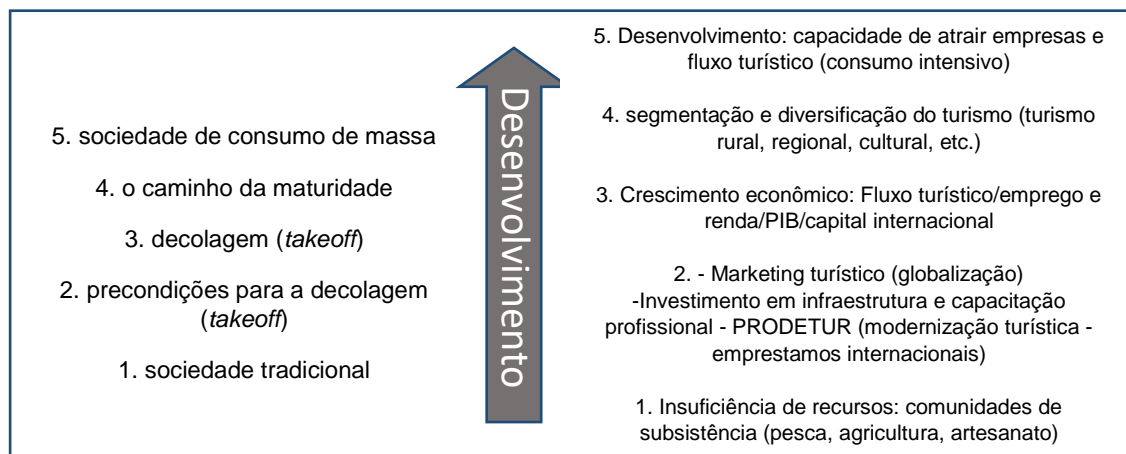 5. sociedade de consumo de massa
4. o caminho da maturidade
3. decolagem (takeoff)
2. precondições para a decolagem
(takeoff)
1. sociedade tradicional
Desenvolvimento
5. Desenvolvimento: capacidade de atrair empresas e
fluxo turístico (consumo intensivo)
4. segmentação e diversificação do turismo (turismo
rural, regional, cultural, etc.)
3. Crescimento econômico: Fluxo turístico/emprego e
renda/PIB/capital internacional
2. - Marketing turístico (globalização)
-Investimento em infraestrutura e capacitação
profissional - PRODETUR (modernização turística -
emprestamos internacionais)
1. Insuficiência de recursos: comunidades de
subsistência (pesca, agricultura, artesanato)